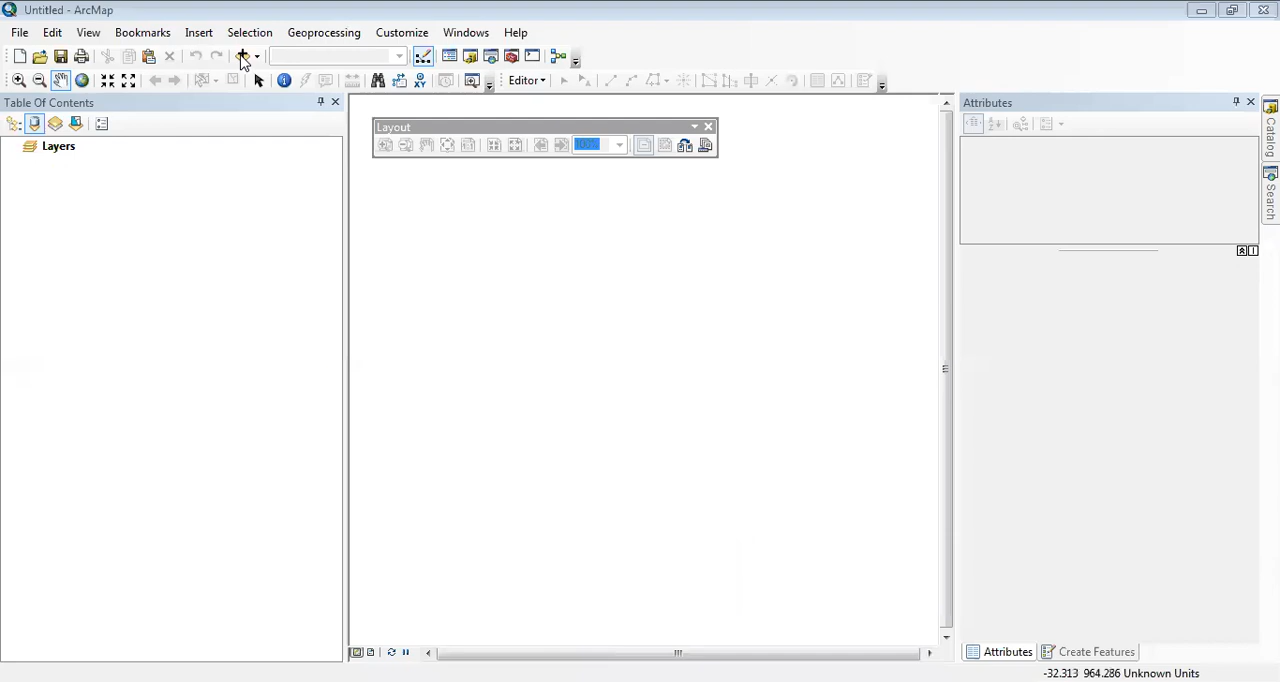 Untitled - ArcMap
File Edit View Bookmarks Insert Selection Geoprocessing Customize Windows Help
Editor
Table Of Contents
Layers
Layout
100%
Attributes
Catalog
Search
Attributes Create Features
-32.313 964.286 Unknown Units